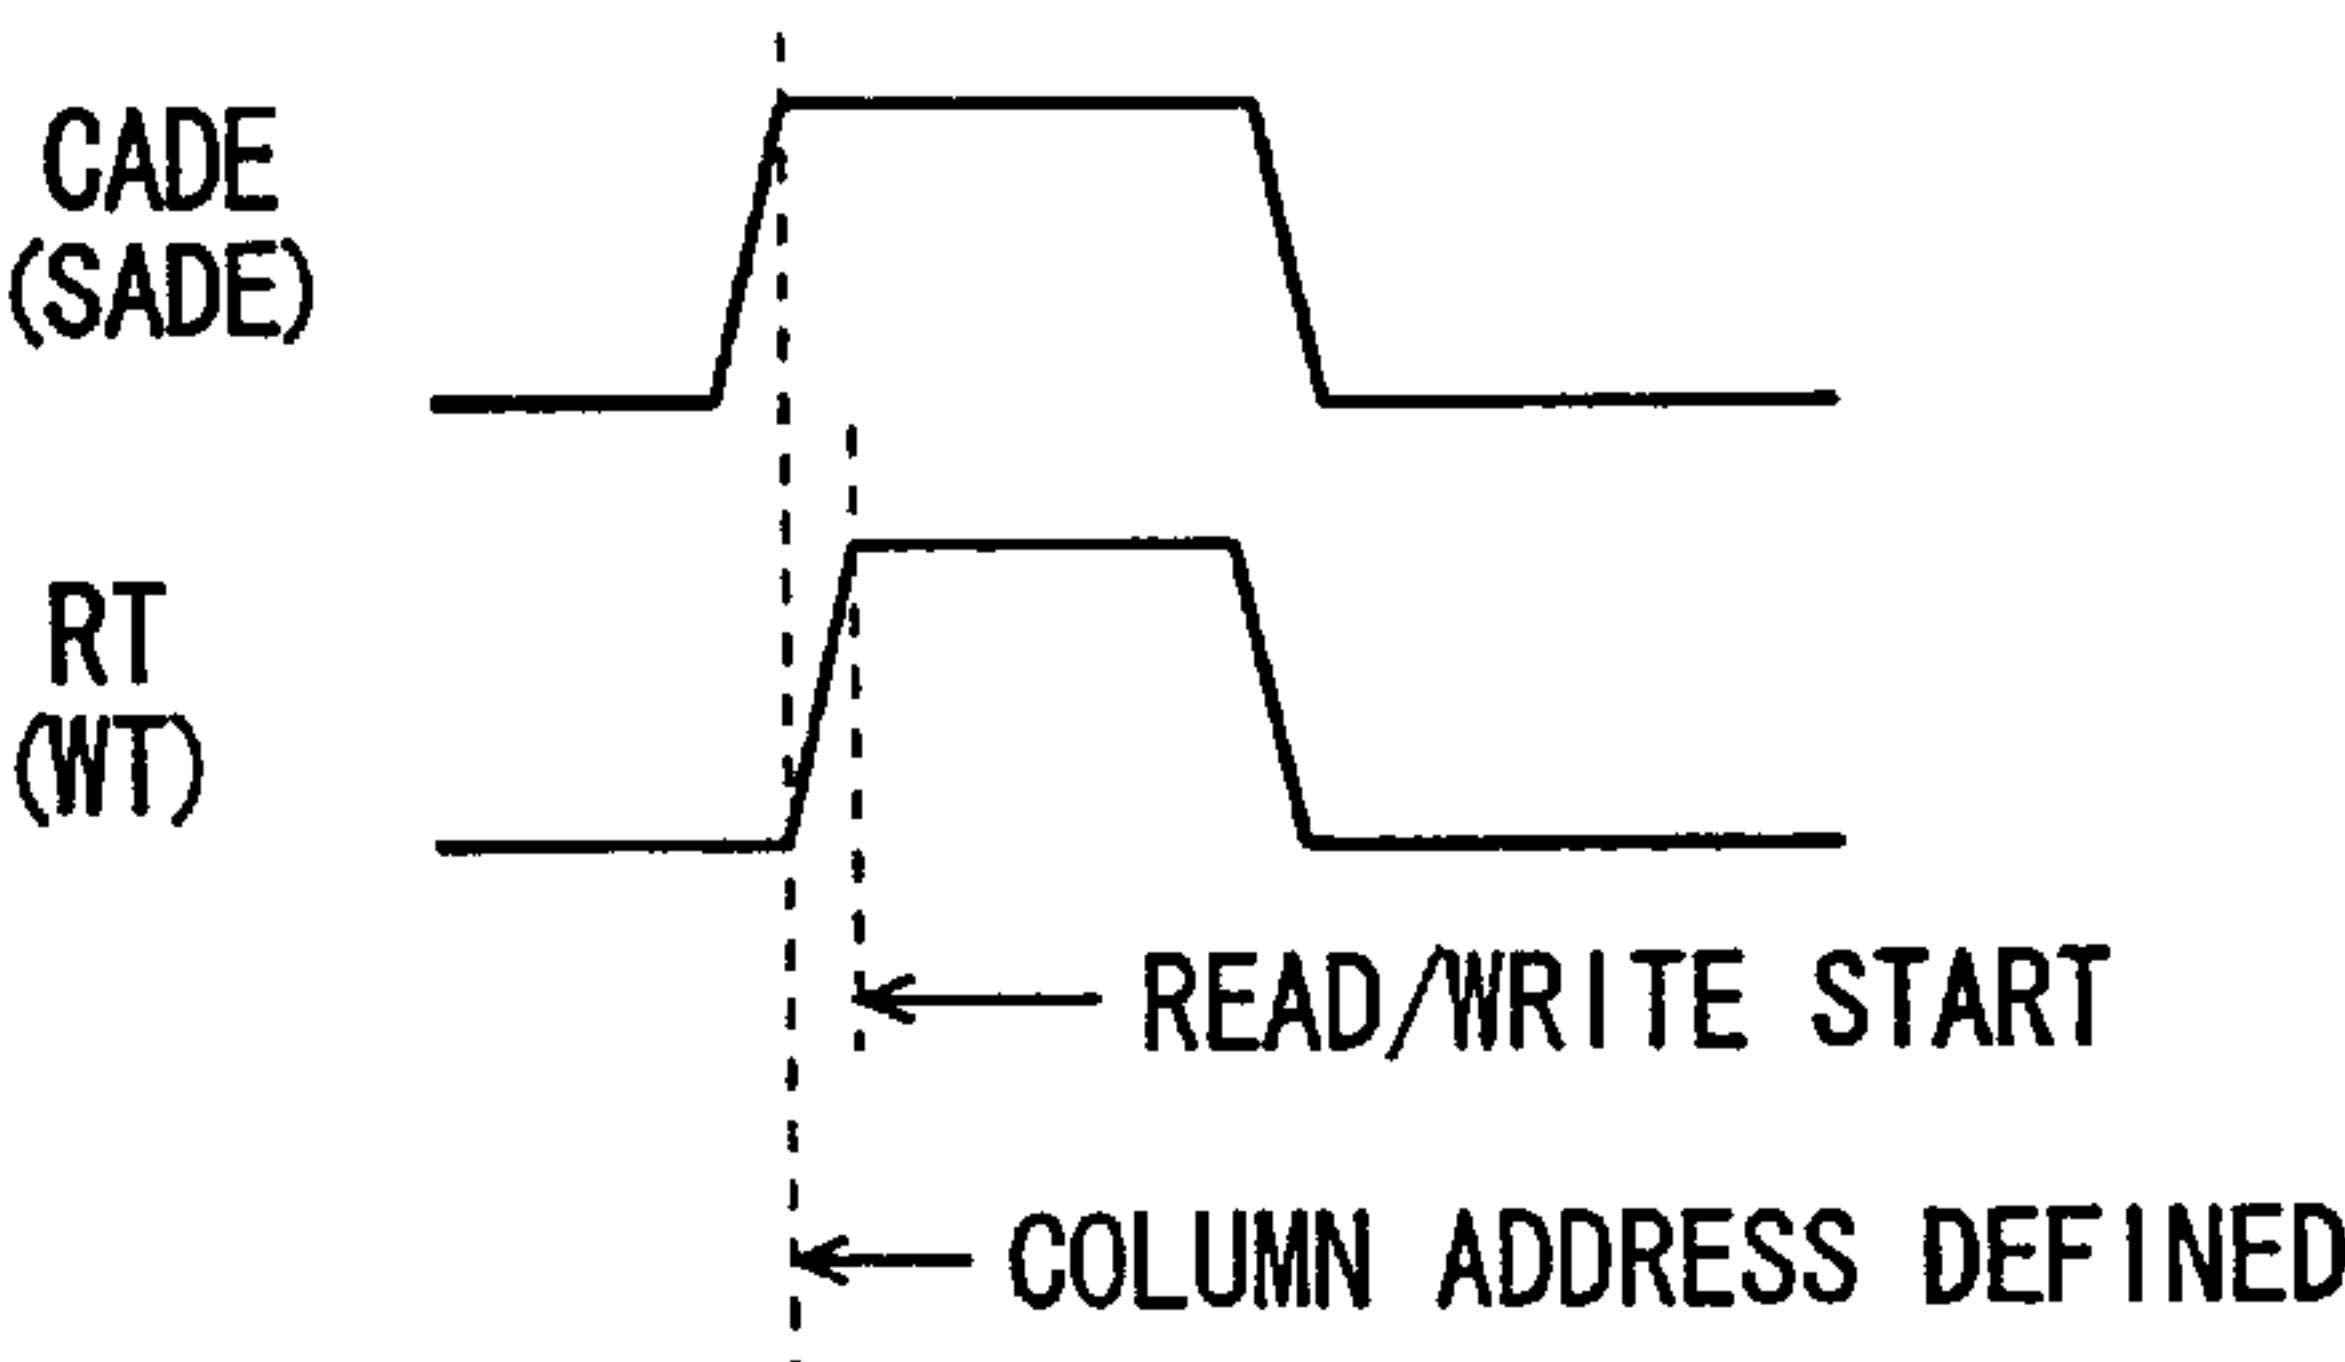 CADE
(SADE)
RT
(WT)
READ/WRITE START
COLUMN ADDRESS DEFINED